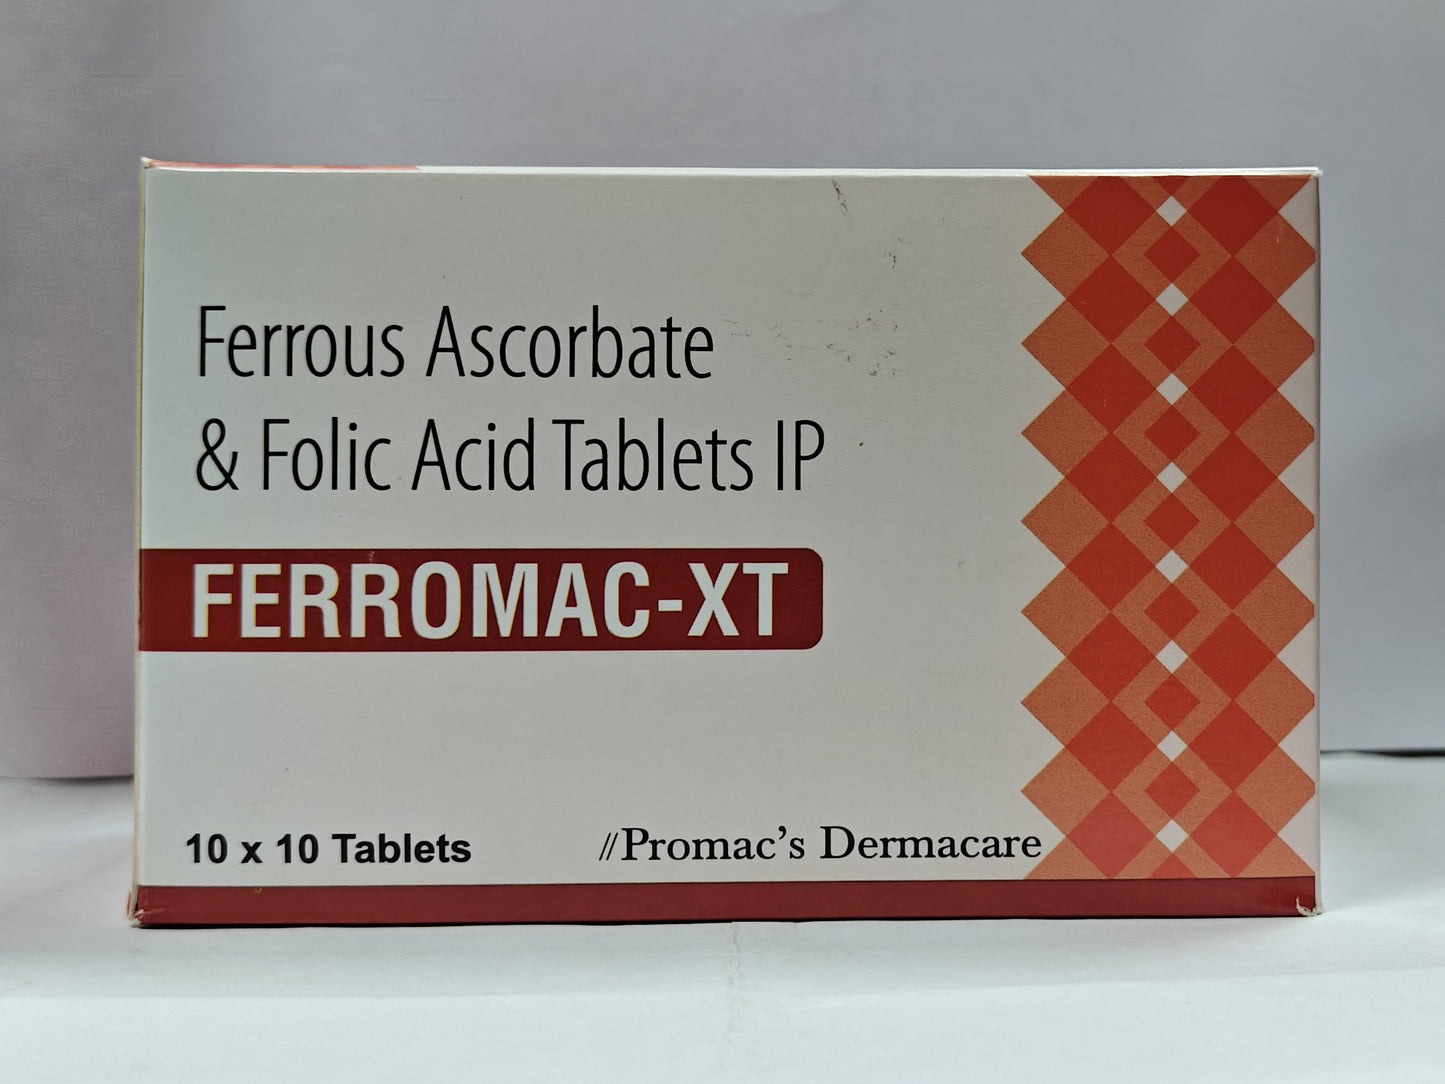 Ferrous Ascorbate
& Folic Acid Tablets IP
FERROMAC-XT
10 x 10 Tablets
//Promac's Dermacare